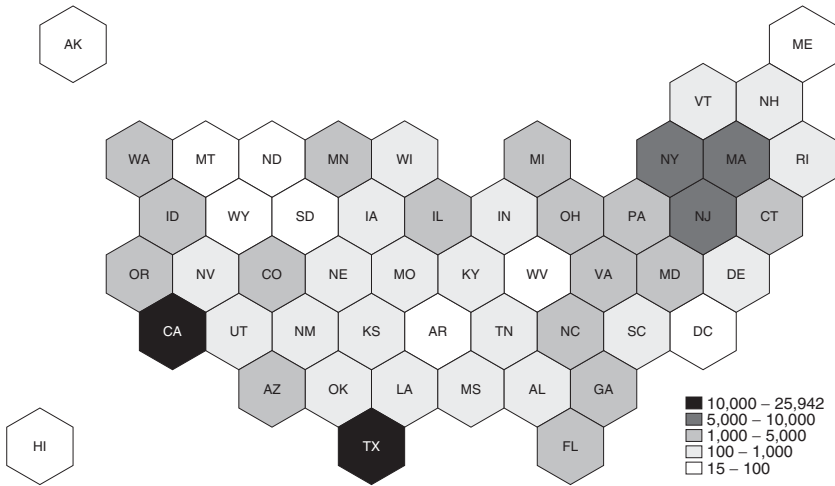 AK
ME
VT NH
WA MT ND MN WI MI NY MA RI
ID WY SD IA IL IN OH PA NJ CT
OR NV CO NE MO KY WV VA MD DE
CA UT NM KS AR TN NC SC DC
AZ OK LA MS AL GA
HI TX FL
10,000 – 25,942
5,000 – 10,000
1,000 – 5,000
100 – 1,000
15 – 100